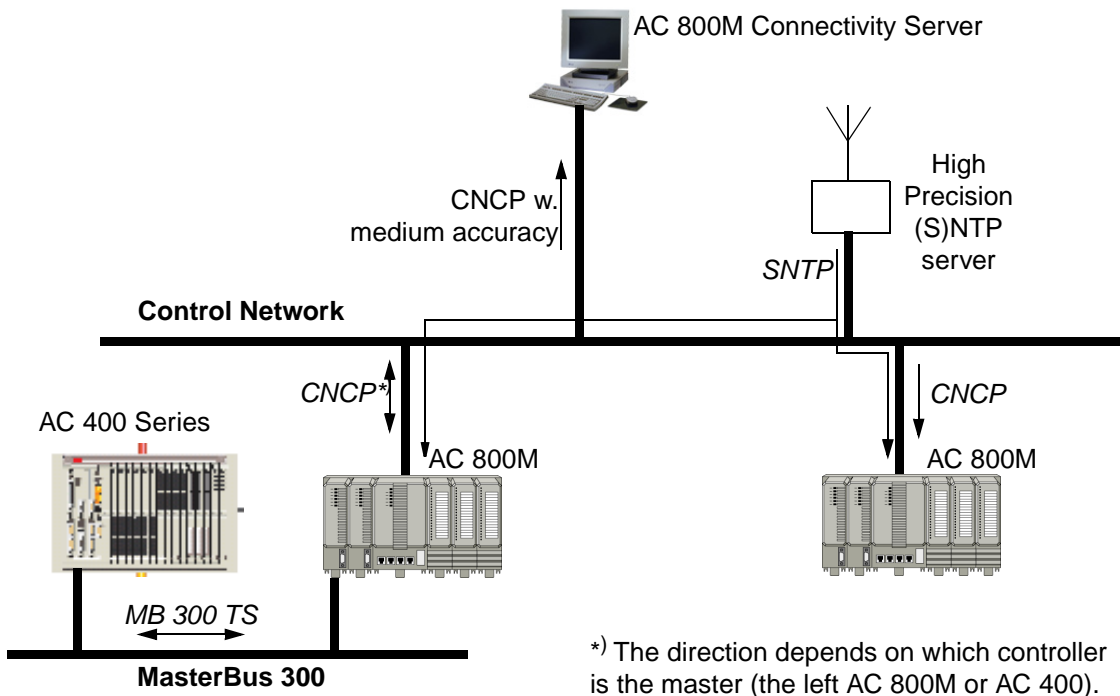 AC 800M Connectivity Server
High
Precision
(S)NTP
server
CNCP w.
medium accuracy
SNTP
Control Network
CNCP*)
CNCP
AC 400 Series
AC 800M
AC 800M
MB 300 TS
MasterBus 300
*) The direction depends on which controller
is the master (the left AC 800M or AC 400).